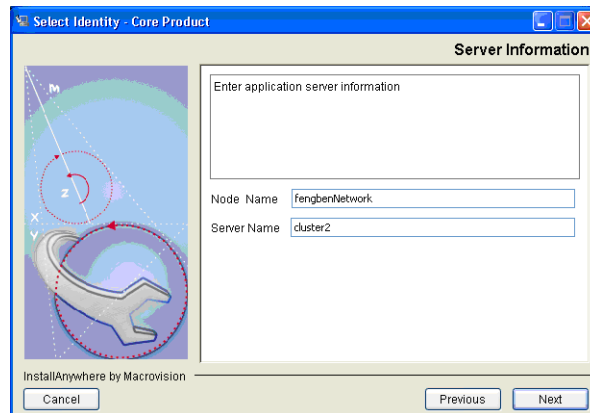 Select Identity - Core Product
Server Information
Enter application server information
M
Z
X
Y
Node Name fengbenNetwork
Server Name cluster2
InstallAnywhere by Macrovision
Cancel Previous Next